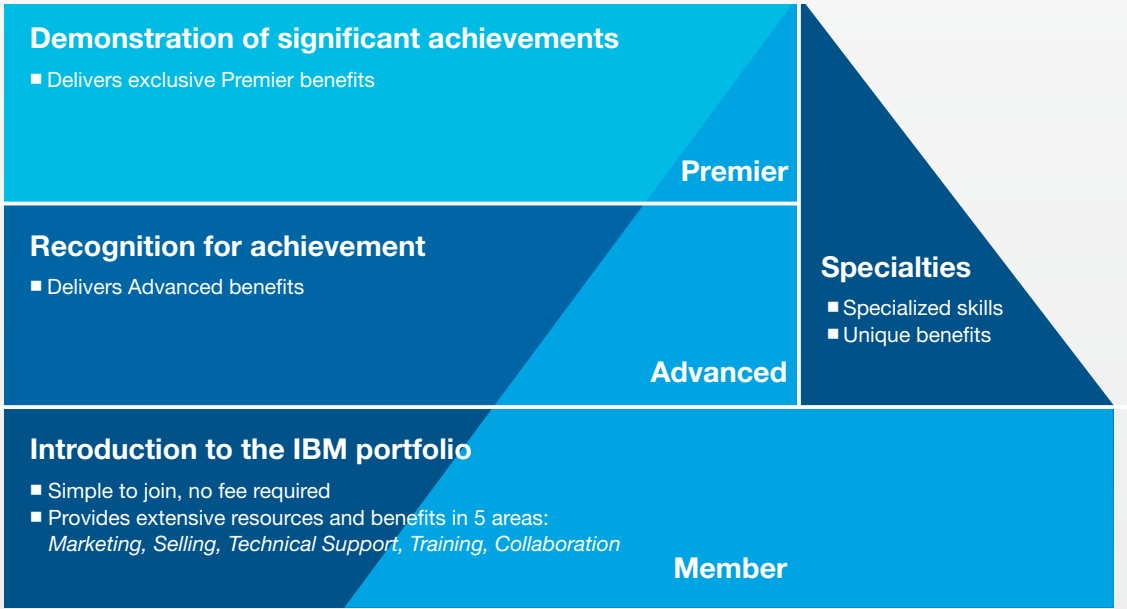 Demonstration of significant achievements
■ Delivers exclusive Premier benefits
Premier
Recognition for achievement
■ Delivers Advanced benefits
Advanced
Specialties
■ Specialized skills
■ Unique benefits
Introduction to the IBM portfolio
■ Simple to join, no fee required
■ Provides extensive resources and benefits in 5 areas:
Marketing, Selling, Technical Support, Training, Collaboration
Member